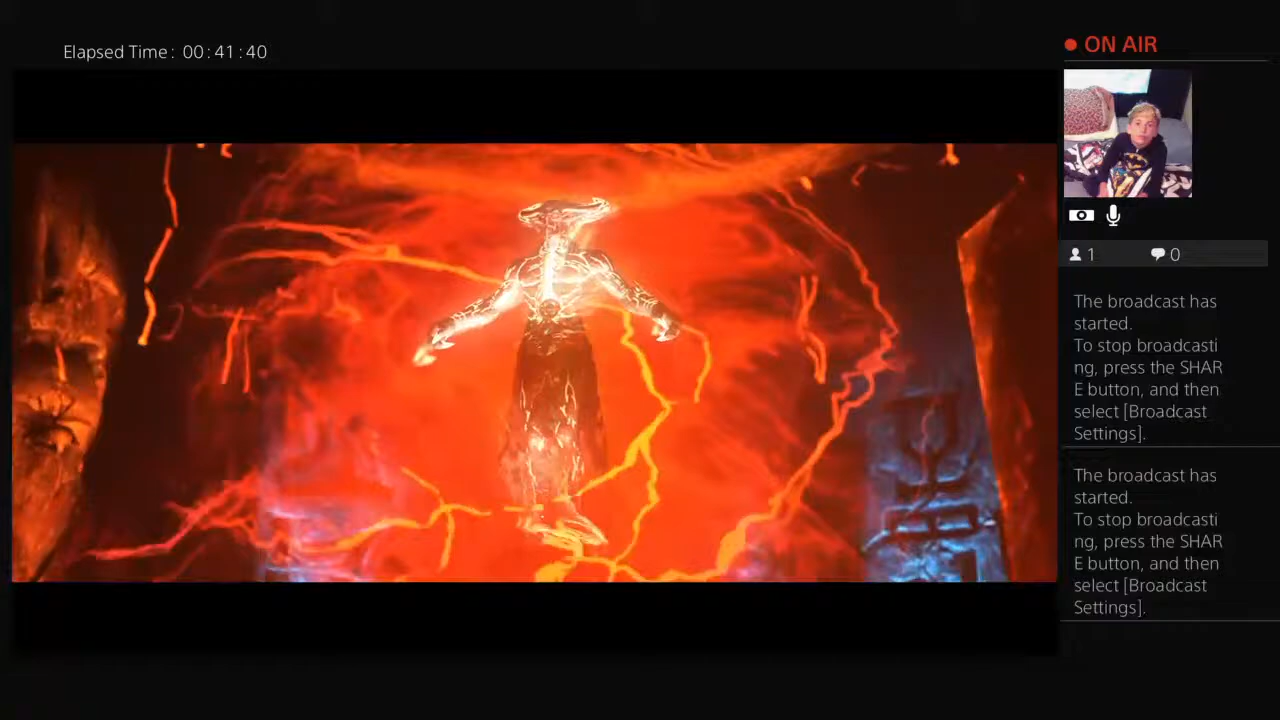 Elapsed Time: 00:41:40
ON AIR
1
0
The broadcast has
started.
To stop broadcasti
ng, press the SHAR
E button, and then
select [Broadcast
Settings].
The broadcast has
started.
To stop broadcasti
ng, press the SHAR
E button, and then
select [Broadcast
Settings].